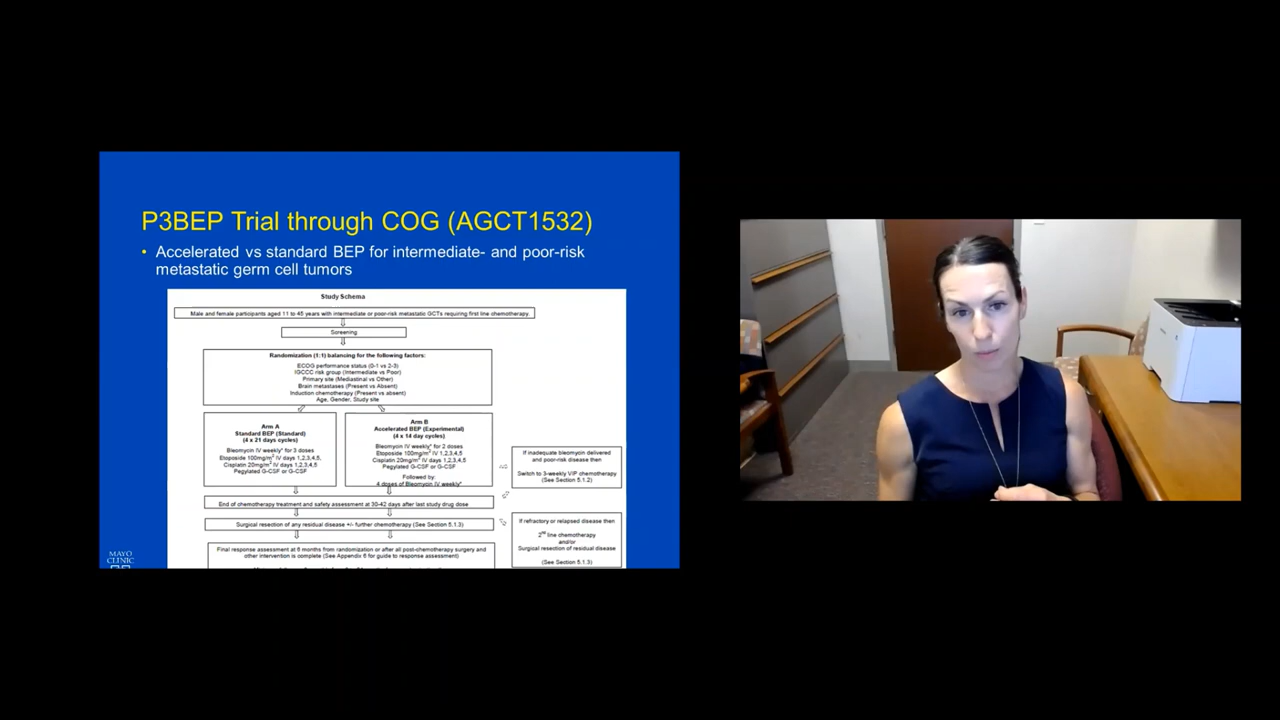 P3BEP Trial through COG (AGCT1532)
• Accelerated vs standard BEP for intermediate- and poor-risk
metastatic germ cell tumors
Study Schema
Male and female participants aged 11 to 45 years with intermediate or poor-risk metastatic GCTs requiring first line chemotherapy.
Screening
Randomization (1:1) balancing for the following factors:
ECOG performance status (0-1 vs 2-3)
IGCCC risk group (Intermediate vs Poor)
Primary site (Mediastinal vs Other)
Brain metastases (Present vs Absent)
Induction chemotherapy (Present vs absent)
Age, Gender, Study site
Arm A
Standard BEP (Standard)
(4 x 21 days cycles)
Bleomycin IV weekly* for 3 doses
Etoposide 100mg/m² IV days 1,2,3,4,5,
Cisplatin 20mg/m² IV days 1,2,3,4,5
Pegylated G-CSF or G-CSF
Arm B
Accelerated BEP (Experimental)
(4 x 14 day cycles)
Bleomycin IV weekly* for 2 doses
Etoposide 100mg/m² IV 1,2,3,4,5
Cisplatin 20mg/m² IV days 1,2,3,4,5
Pegylated G-CSF or G-CSF
Followed by
4 doses of Bleomycin IV weekly*
If inadequate bleomycin delivered
and poor-risk disease then
Switch to 3-weekly VIP chemotherapy
(See Section 5.1.2)
End of chemotherapy treatment and safety assessment at 30-42 days after last study drug dose
Surgical resection of any residual disease +/- further chemotherapy (See Section 5.1.3)
If refractory or relapsed disease then
2nd line chemotherapy
and/or
Surgical resection of residual disease
(See Section 5.1.3)
Final response assessment at 6 months from randomization or after all post-chemotherapy surgery and
other intervention is complete (See Appendix 6 for guide to response assessment)
MAYO
CLINIC